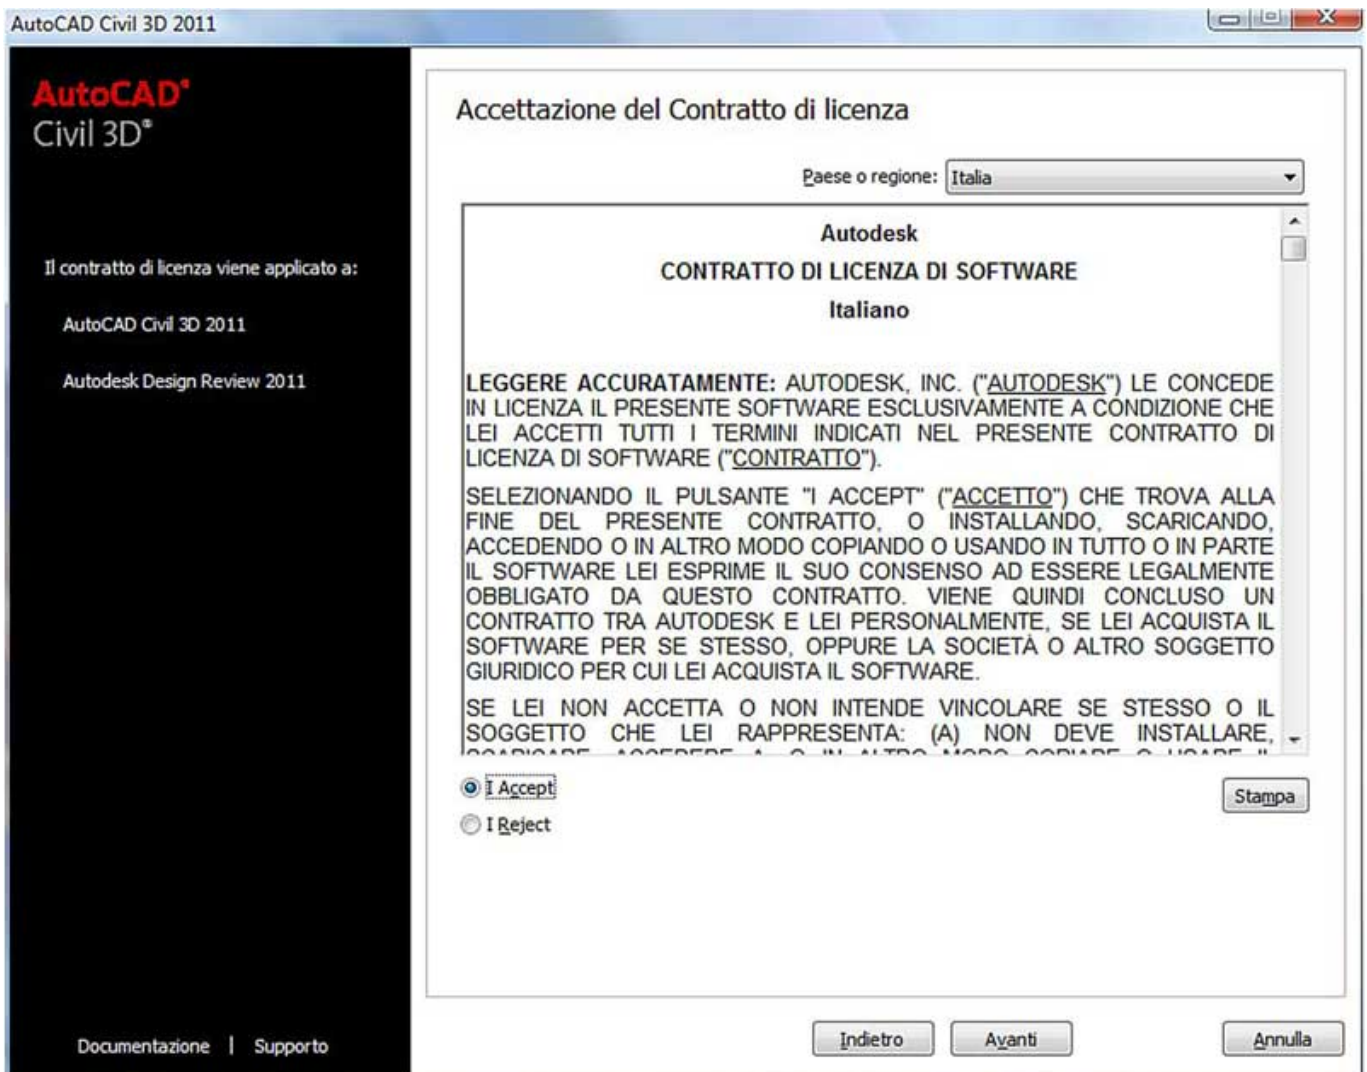 AutoCAD Civil 3D 2011
AutoCAD®
Civil 3D®
Il contratto di licenza viene applicato a:
AutoCAD Civil 3D 2011
Autodesk Design Review 2011
Documentazione | Supporto
Accettazione del Contratto di licenza
Paese o regione: Italia
Autodesk
CONTRATTO DI LICENZA DI SOFTWARE
Italiano
LEGGERE ACCURATAMENTE: AUTODESK, INC. ("AUTODESK") LE CONCEDE
IN LICENZA IL PRESENTE SOFTWARE ESCLUSIVAMENTE A CONDIZIONE CHE
LEI ACCETTI TUTTI I TERMINI INDICATI NEL PRESENTE CONTRATTO DI
LICENZA DI SOFTWARE ("CONTRATTO").
SELEZIONANDO IL PULSANTE "I ACCEPT" ("ACCETTO") CHE TROVA ALLA
FINE DEL PRESENTE CONTRATTO, O INSTALLANDO, SCARICANDO,
ACCEDENDO O IN ALTRO MODO COPIANDO O USANDO IN TUTTO O IN PARTE
IL SOFTWARE LEI ESPRIME IL SUO CONSENSO AD ESSERE LEGALMENTE
OBBLIGATO DA QUESTO CONTRATTO. VIENE QUINDI CONCLUSO UN
CONTRATTO TRA AUTODESK E LEI PERSONALMENTE, SE LEI ACQUISTA IL
SOFTWARE PER SE STESSO, OPPURE LA SOCIETÀ O ALTRO SOGGETTO
GIURIDICO PER CUI LEI ACQUISTA IL SOFTWARE.
SE LEI NON ACCETTA O NON INTENDE VINCOLARE SE STESSO O IL
SOGGETTO CHE LEI RAPPRESENTA: (A) NON DEVE INSTALLARE,
SCARICARE, ACCEDERE A, O IN ALTRO MODO COPIARE O USARE IL
I Accept
Stampa
I Reject
Indietro
Avanti
Annulla